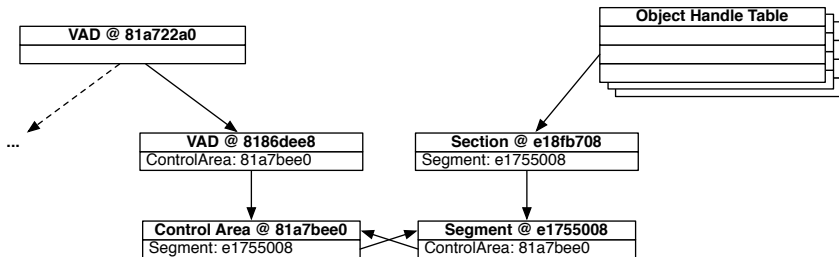 Object Handle Table
VAD @ 81a722a0
...
VAD @ 8186dee8
ControlArea: 81a7bee0
Section @ e18fb708
Segment: e1755008
Control Area @ 81a7bee0
Segment: e1755008
Segment @ e1755008
ControlArea: 81a7bee0